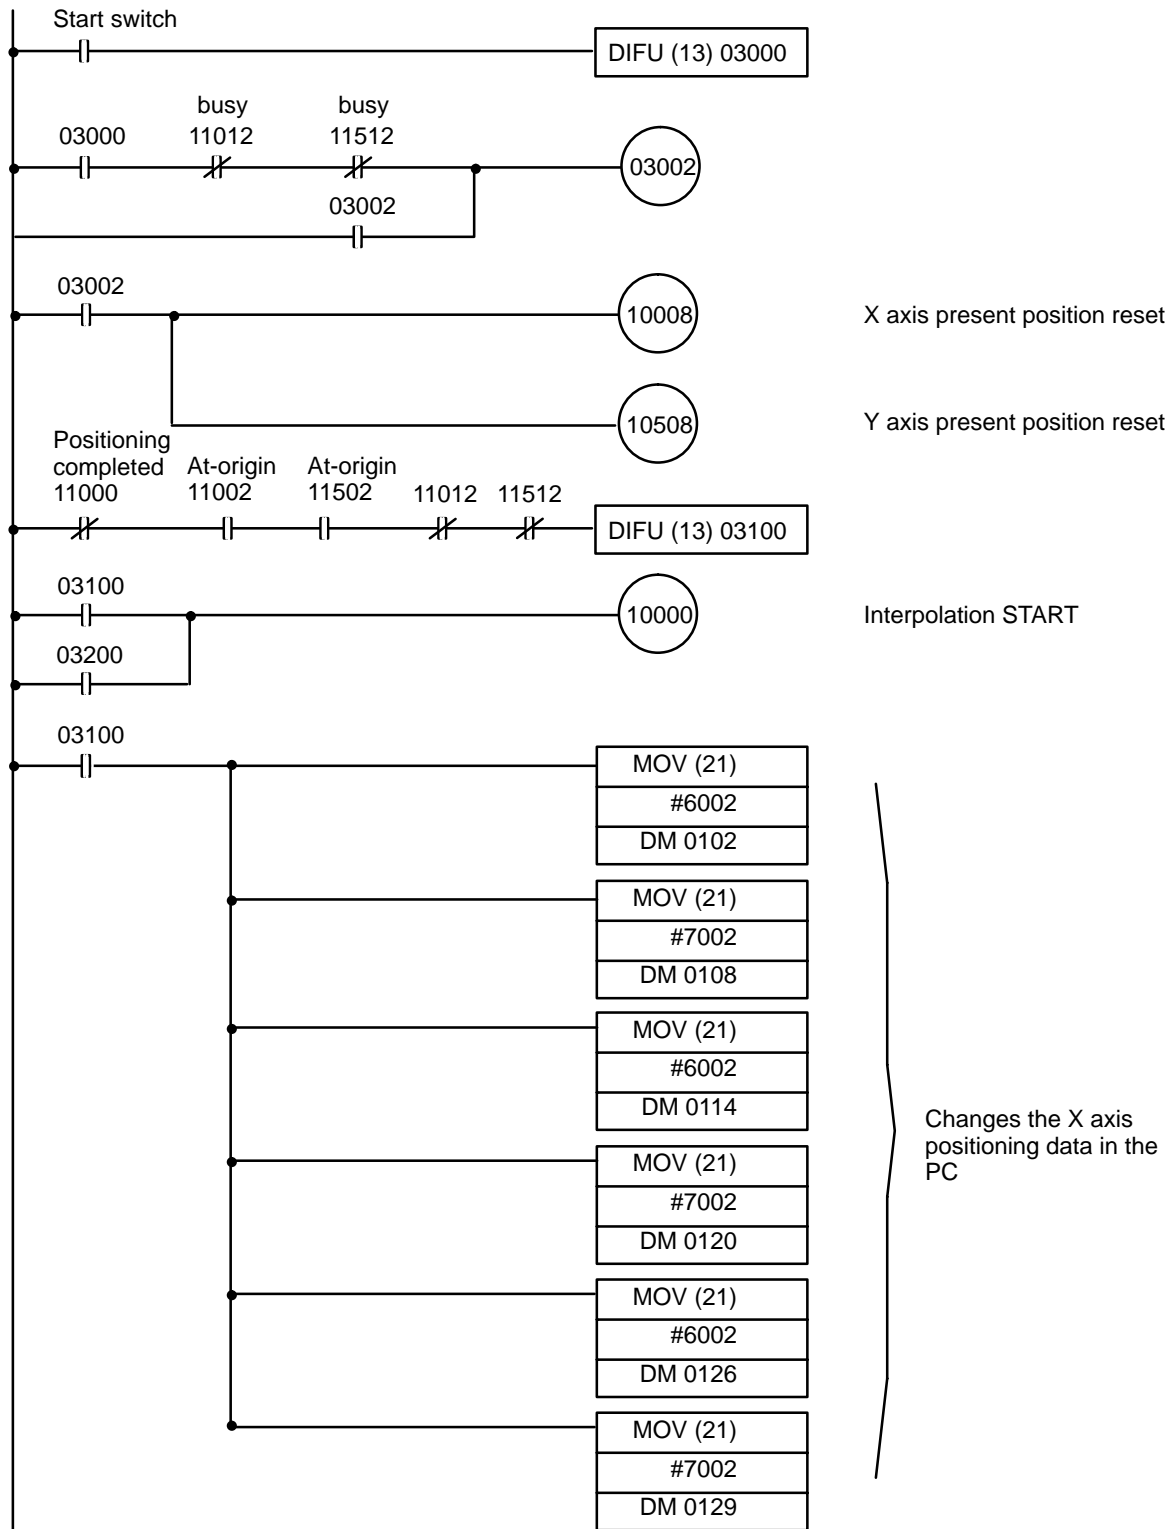 Start switch
DIFU (13) 03000
busy
busy
03000
11012
11512
03002
03002
03002
10008
X axis present position reset
10508
Y axis present position reset
Positioning
completed
11000
At-origin
11002
At-origin
11502
11012
11512
DIFU (13) 03100
03100
10000
Interpolation START
03200
03100
MOV (21)
#6002
DM 0102
MOV (21)
#7002
DM 0108
MOV (21)
#6002
DM 0114
Changes the X axis
positioning data in the
PC
MOV (21)
#7002
DM 0120
MOV (21)
#6002
DM 0126
MOV (21)
#7002
DM 0129